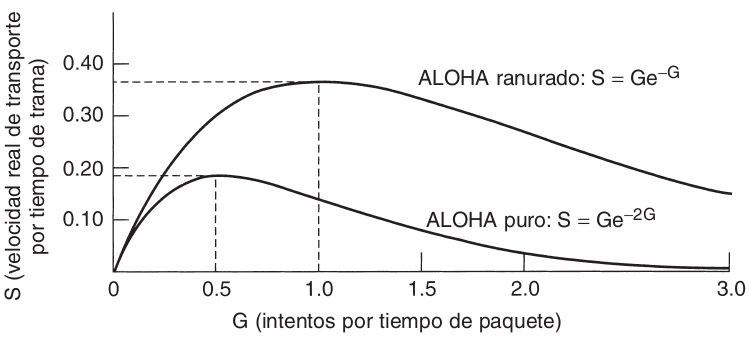 S (velocidad real de transporte
por tiempo de trama)
0.40
0.30
0.20
0.10
ALOHA ranurado: S = Ge–G
ALOHA puro: S = Ge–2G
0
0.5
1.0
1.5
2.0
3.0
G (intentos por tiempo de paquete)